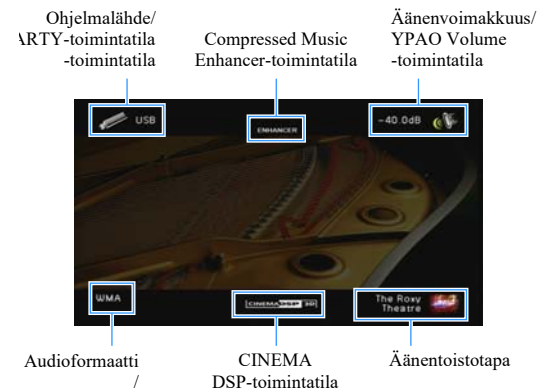 Ohjelmalähde/
ARTY-toimintatila
-toimintatila
Compressed Music
Enhancer-toimintatila
Äänenvoimakkuus/
YPAO Volume
-toimintatila
USB
ENHANCER
-40.0dB
WMA
CINEMA DSP 3D
The Roxy
Theatre
Audioformaatti
/
CINEMA
DSP-toimintatila
Äänentoistotapa